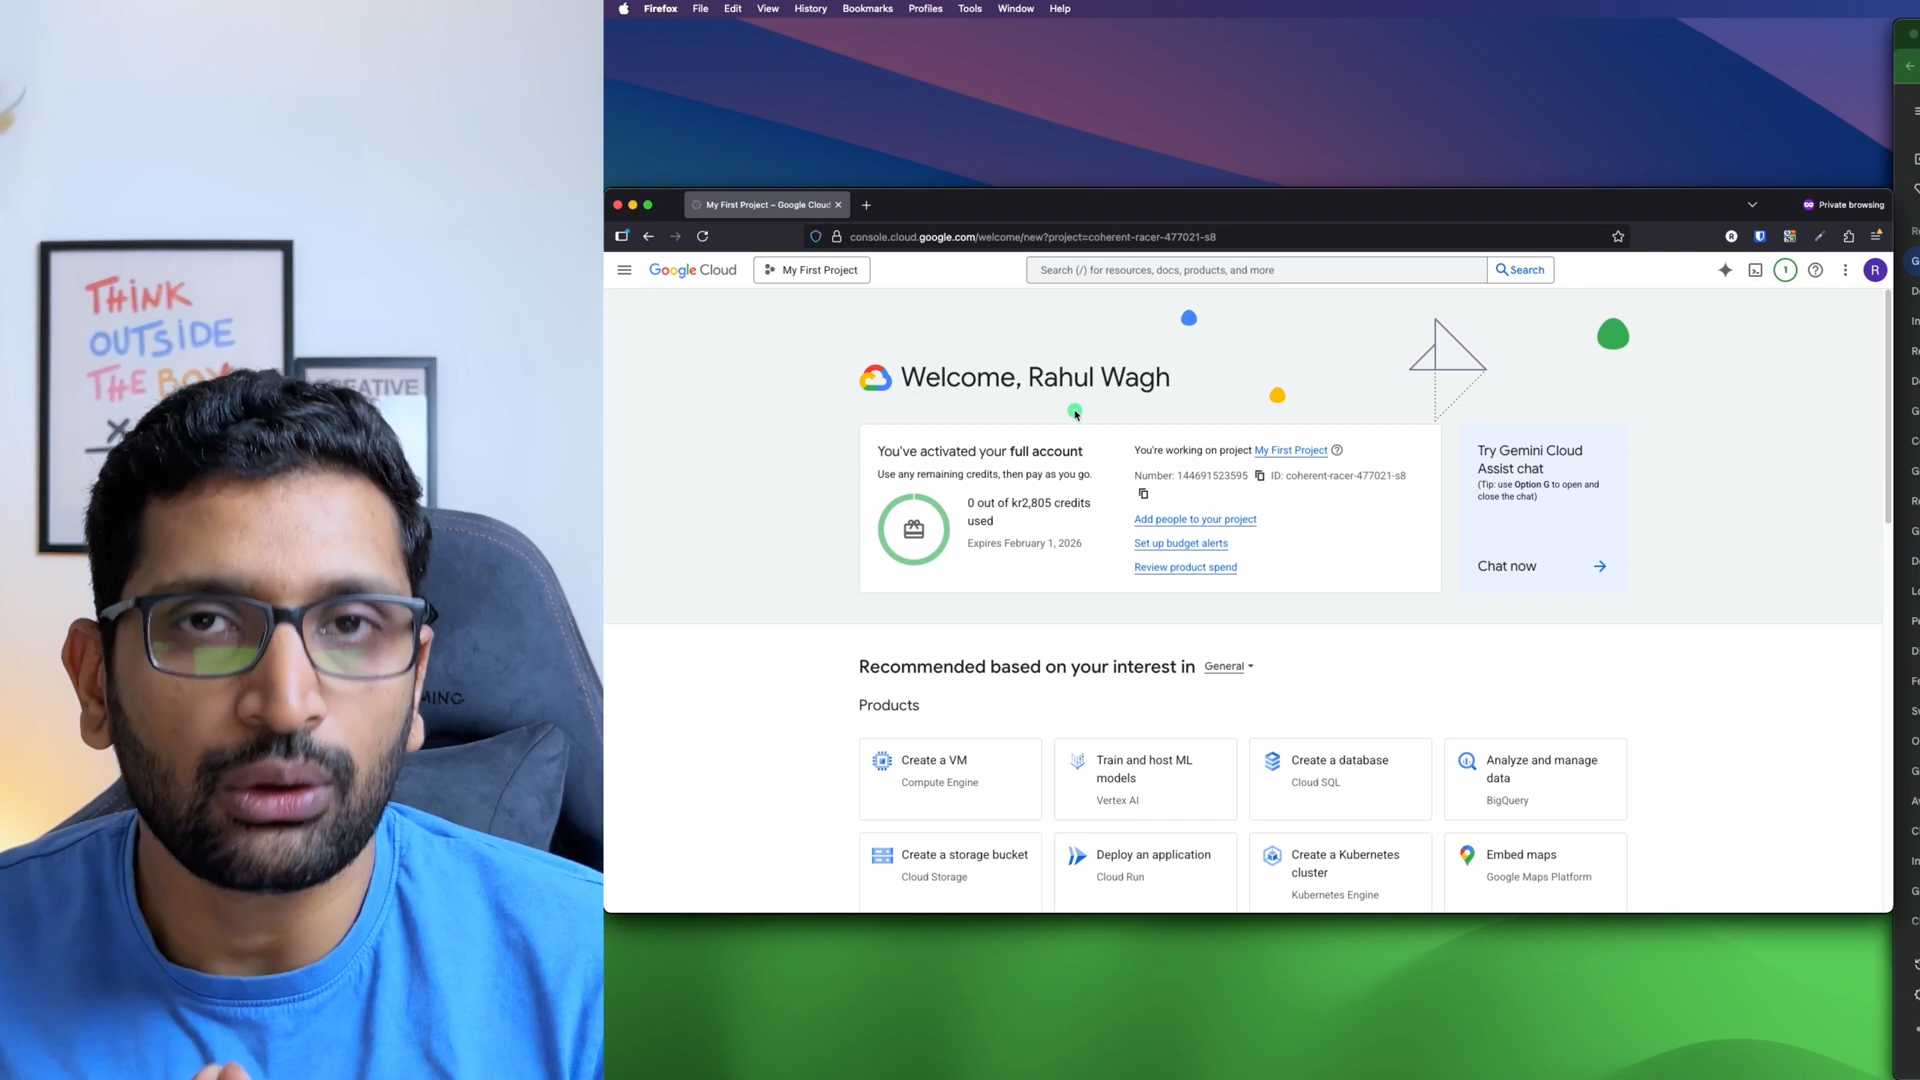 Firefox File Edit View History Bookmarks Profiles Tools Window Help
My First Project – Google Cloud
Private browsing
console.cloud.google.com/welcome/new?project=coherent-racer-477021-s8
R
Google Cloud
My First Project
Search (/) for resources, docs, products, and more
Search
1
R
Welcome, Rahul Wagh
You've activated your full account
Use any remaining credits, then pay as you go.
0 out of kr2,805 credits
used
Expires February 1, 2026
You're working on project My First Project
Number: 144691523595 ID: coherent-racer-477021-s8
Add people to your project
Set up budget alerts
Review product spend
Try Gemini Cloud
Assist chat
(Tip: use Option G to open and
close the chat)
Chat now
Recommended based on your interest in General
Products
Create a VM
Compute Engine
Train and host ML
models
Vertex AI
Create a database
Cloud SQL
Analyze and manage
data
BigQuery
Create a storage bucket
Cloud Storage
Deploy an application
Cloud Run
Create a Kubernetes
cluster
Kubernetes Engine
Embed maps
Google Maps Platform
THINK
OUTSIDE
THE BOX